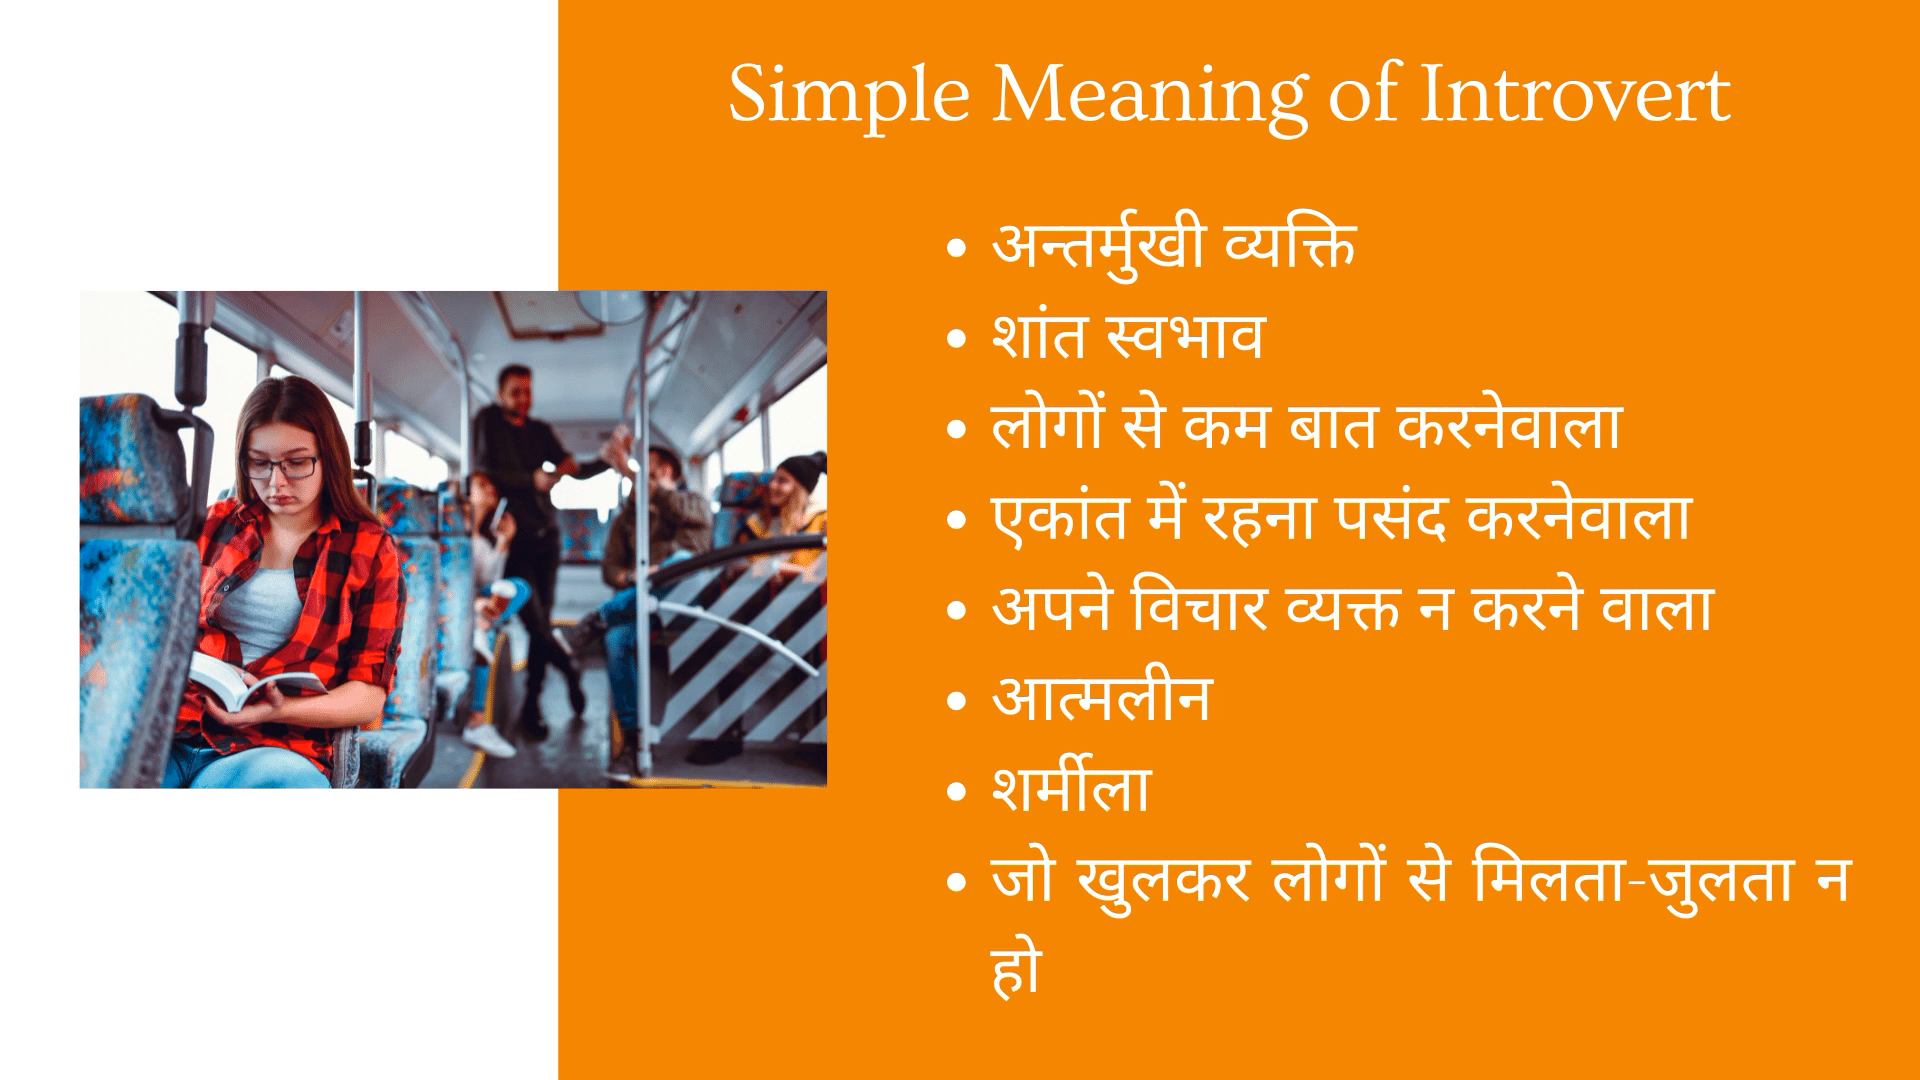 Simple Meaning of Introvert
• अन्तर्मुखी व्यक्ति
• शांत स्वभाव
• लोगों से कम बात करनेवाला
• एकांत में रहना पसंद करनेवाला
• अपने विचार व्यक्त न करने वाला
• आत्मलीन
• शर्मीला
• जो खुलकर लोगों से मिलता-जुलता न
हो